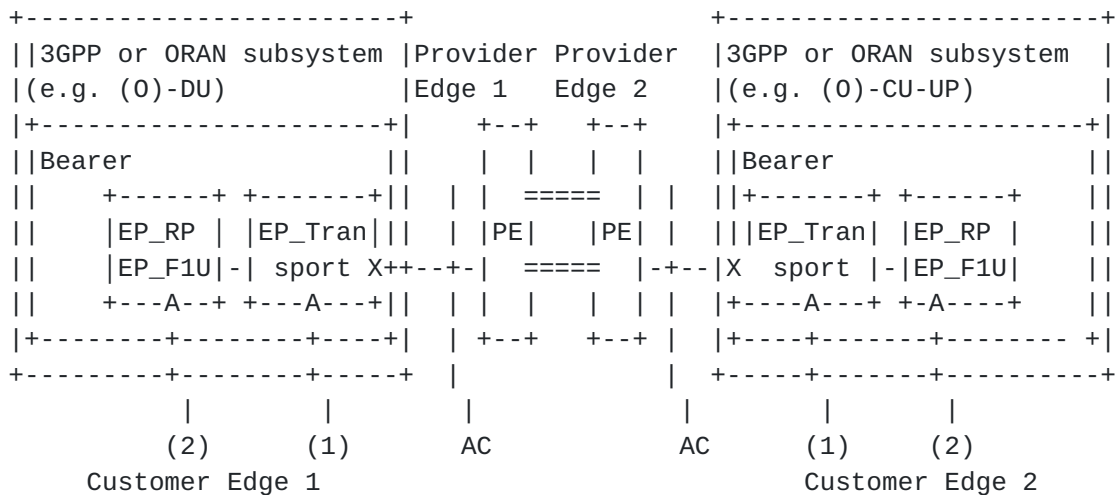 +------------------------+                     +--------------------------+
||3GPP or ORAN subsystem |Provider Provider  |3GPP or ORAN subsystem  |
|(e.g. (O)-DU)           |Edge 1   Edge 2    |(e.g. (O)-CU-UP)          |
|+----------------------+|    +--+   +--+    |+----------------------+|
||Bearer                ||    |  |   |  |    ||Bearer                ||
||     +------+ +-------+||  | |  =====  | |  ||+-------+ +------+     ||
||     |EP_RP | |EP_Tran|||  | |PE|   |PE| |  |||EP_Tran| |EP_RP |     ||
||     |EP_F1U|-| sport X++--+-|  =====  |-+--|X  sport |-|EP_F1U|     ||
||     +---A--+ +---A---+||  | |  |   |  | |  |+----A---+ +-A----+     ||
|+--------+--------+----+|  | +--+   +--+ |  |+----+-------+-------- +|
+---------+--------+-----+  |             |  +-----+-------+----------+
          |        |         |             |        |       |
         (2)      (1)       AC            AC       (1)     (2)
    Customer Edge 1                               Customer Edge 2